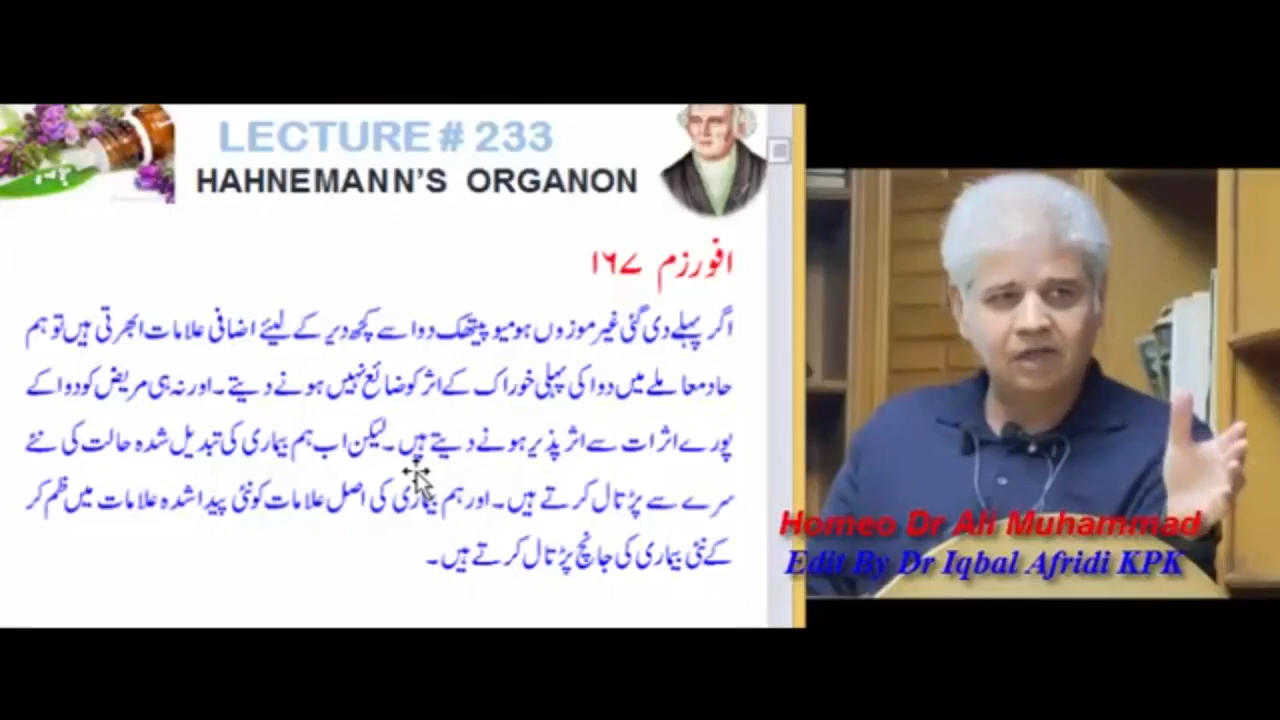 LECTURE # 233
HAHNEMANN'S ORGANON
افورزم ۱۶۷
اگر پہلے دی گئی غیر موزوں ہومیوپیتھک دوا سے کچھ دیر کے لیئے اضافی علامات ابھرتی ہیں تو ہم
حاد معاملے میں دوا کی پہلی خوراک کے اثر کو ضائع نہیں ہونے دیتے ۔ اور نہ ہی مریض کو دوا کے
پورے اثرات سے اثر پذیر ہونے دیتے ہیں ۔ لیکن اب ہم بیماری کی تبدیل شدہ حالت کی نئے
سرے سے پڑتال کرتے ہیں ۔ اور ہم بیماری کی اصل علامات کو نئی پیدا شدہ علامات میں ضم کر
کے نئی بیماری کی جانچ پڑتال کرتے ہیں ۔
Homeo Dr Ali Muhammad
Edit By Dr Iqbal Afridi KPK